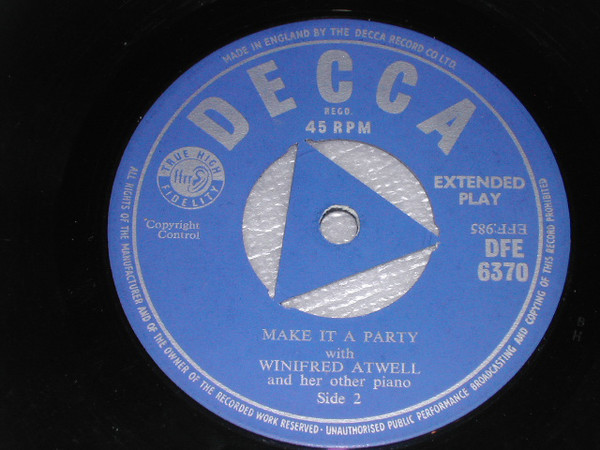 MADE IN ENGLAND BY THE DECCA RECORD CO LTD.
DECCA
REGD.
45 RPM
TRUE HIGH
ffrr
FIDELITY
EXTENDED
PLAY
'Copyright
Control
EFF.985
DFE
6370
MAKE IT A PARTY
with
WINIFRED ATWELL
and her other piano
Side 2
ALL RIGHTS OF THE MANUFACTURER AND OF THE OWNER OF THE RECORDED WORK RESERVED · UNAUTHORISED PUBLIC PERFORMANCE BROADCASTING AND COPYING OF THIS RECORD PROHIBITED